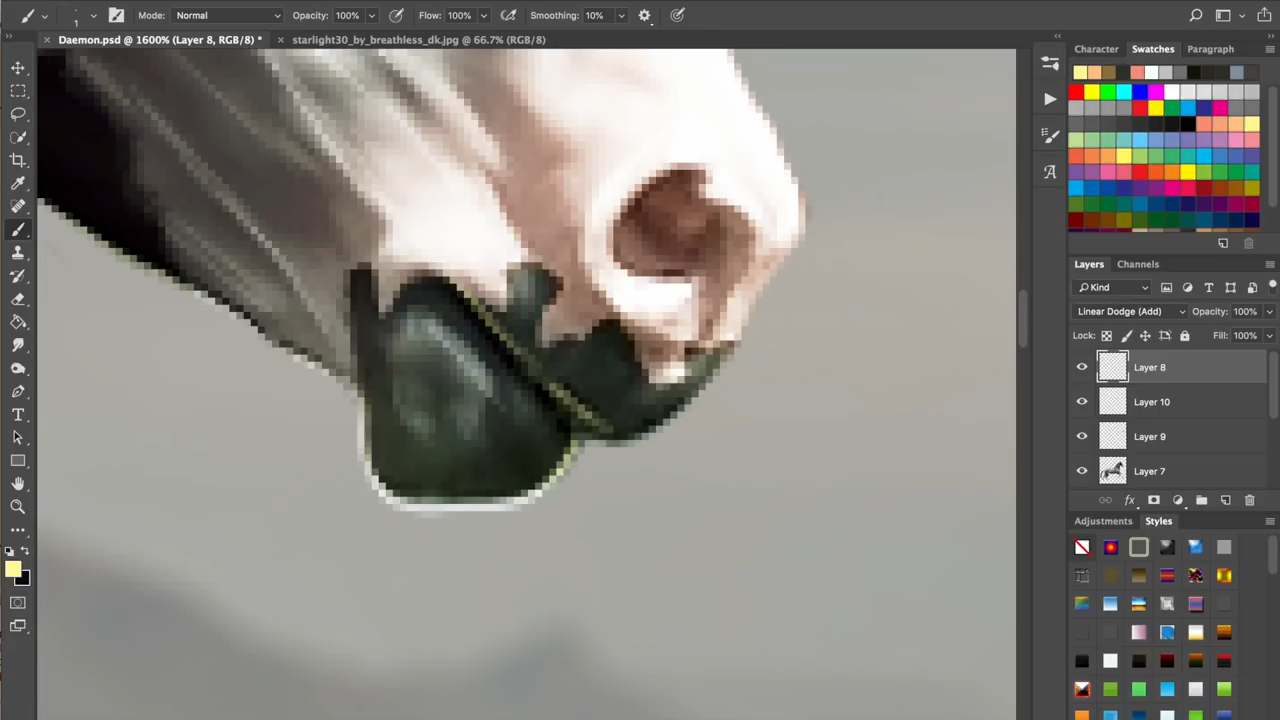 1 Mode: Normal Opacity: 100% Flow: 100% Smoothing: 10%
Daemon.psd @ 1600% (Layer 8, RGB/8) * starlight30_by_breathless_dk.jpg @ 66.7% (RGB/8)
Character Swatches Paragraph
Layers Channels
Kind
Linear Dodge (Add) Opacity: 100%
Lock: Fill: 100%
Layer 8
Layer 10
Layer 9
Layer 7
fx
Adjustments Styles